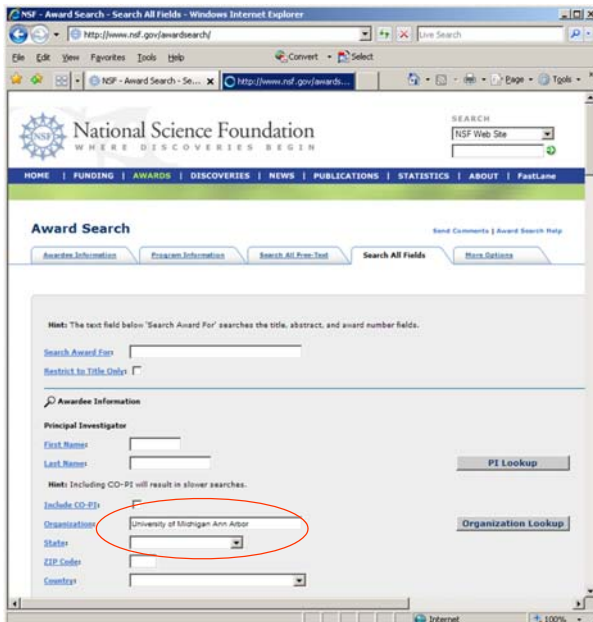 NSF - Award Search - Search All Fields - Windows Internet Explorer
http://www.nsf.gov/awardsearch/
Live Search
File Edit View Favorites Tools Help Convert Select
NSF - Award Search - Se... http://www.nsf.gov/awards... Page Tools
National Science Foundation
WHERE DISCOVERIES BEGIN
SEARCH
NSF Web Site
HOME | FUNDING | AWARDS | DISCOVERIES | NEWS | PUBLICATIONS | STATISTICS | ABOUT | FastLane
Award Search
Send Comments | Award Search Help
Awardee Information Program Information Search All Free-Text Search All Fields More Options
Hint: The text field below 'Search Award For' searches the title, abstract, and award number fields.
Search Award For:
Restrict to Title Only:
Awardee Information
Principal Investigator
First Name:
Last Name: PI Lookup
Hint: Including CO-PI will result in slower searches.
Include CO-PI:
Organization: University of Michigan Ann Arbor Organization Lookup
State:
ZIP Code:
Country:
Internet 100%